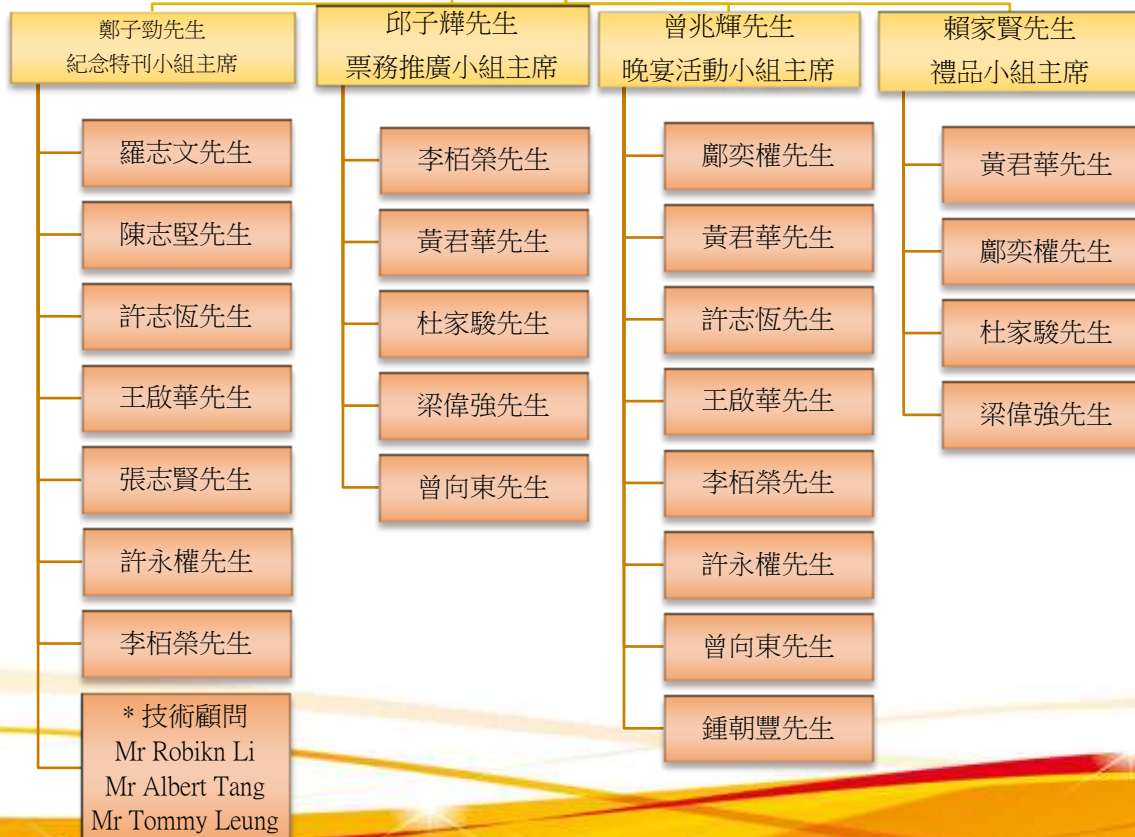 鄭子勁先生
紀念特刊小組主席
羅志文先生
陳志堅先生
許志恆先生
王啟華先生
張志賢先生
許永權先生
李栢榮先生
* 技術顧問
Mr Robikn Li
Mr Albert Tang
Mr Tommy Leung
邱子燁先生
票務推廣小組主席
李栢榮先生
黃君華先生
杜家駿先生
梁偉強先生
曾向東先生
曾兆輝先生
晚宴活動小組主席
鄺奕權先生
黃君華先生
許志恆先生
王啟華先生
李栢榮先生
許永權先生
曾向東先生
鍾朝豐先生
賴家賢先生
禮品小組主席
黃君華先生
鄺奕權先生
杜家駿先生
梁偉強先生